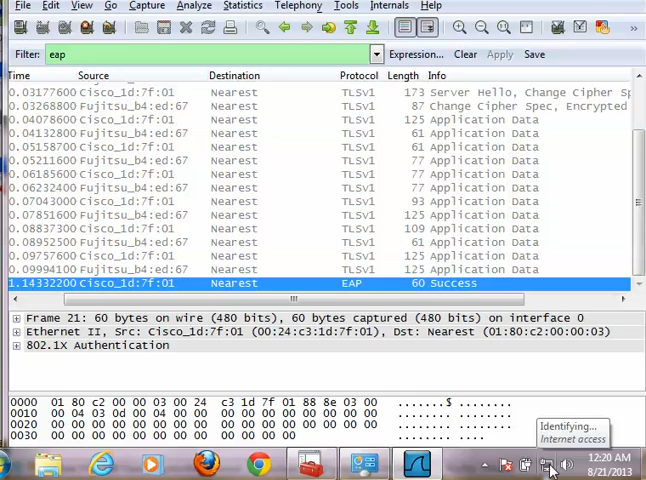 File Edit View Go Capture Analyze Statistics Telephony Tools Internals Help
Filter: eap Expression... Clear Apply Save
Time Source Destination Protocol Length Info
0.03177600 Cisco_1d:7f:01 Nearest TLSv1 173 Server Hello, Change Cipher Sp
0.03268800 Fujitsu_b4:ed:67 Nearest TLSv1 87 Change Cipher Spec, Encrypted
0.04078600 Cisco_1d:7f:01 Nearest TLSv1 125 Application Data
0.04132800 Fujitsu_b4:ed:67 Nearest TLSv1 61 Application Data
0.05158700 Cisco_1d:7f:01 Nearest TLSv1 77 Application Data
0.05211600 Fujitsu_b4:ed:67 Nearest TLSv1 61 Application Data
0.06185600 Cisco_1d:7f:01 Nearest TLSv1 77 Application Data
0.06232400 Fujitsu_b4:ed:67 Nearest TLSv1 61 Application Data
0.07043000 Cisco_1d:7f:01 Nearest TLSv1 93 Application Data
0.07851600 Fujitsu_b4:ed:67 Nearest TLSv1 125 Application Data
0.08837300 Cisco_1d:7f:01 Nearest TLSv1 109 Application Data
0.08952500 Fujitsu_b4:ed:67 Nearest TLSv1 61 Application Data
0.09757600 Cisco_1d:7f:01 Nearest TLSv1 125 Application Data
0.09994100 Fujitsu_b4:ed:67 Nearest TLSv1 125 Application Data
1.14332200 Cisco_1d:7f:01 Nearest EAP 60 Success
Frame 21: 60 bytes on wire (480 bits), 60 bytes captured (480 bits) on interface 0
Ethernet II, Src: Cisco_1d:7f:01 (00:24:c3:1d:7f:01), Dst: Nearest (01:80:c2:00:00:03)
802.1X Authentication
0000 01 80 c2 00 00 03 00 24 c3 1d 7f 01 88 8e 03 00 .......$ ........
0010 00 04 03 0d 00 04 00 00 00 00 00 00 00 00 00 00 ........ ........
0020 00 00 00 00 00 00 00 00 00 00 00 00 00 00 00 00 ........ ........
0030 00 00 00 00 00 00 00 00 00 00 00 00 ........ ....
Identifying...
Internet access
12:20 AM
8/21/2013